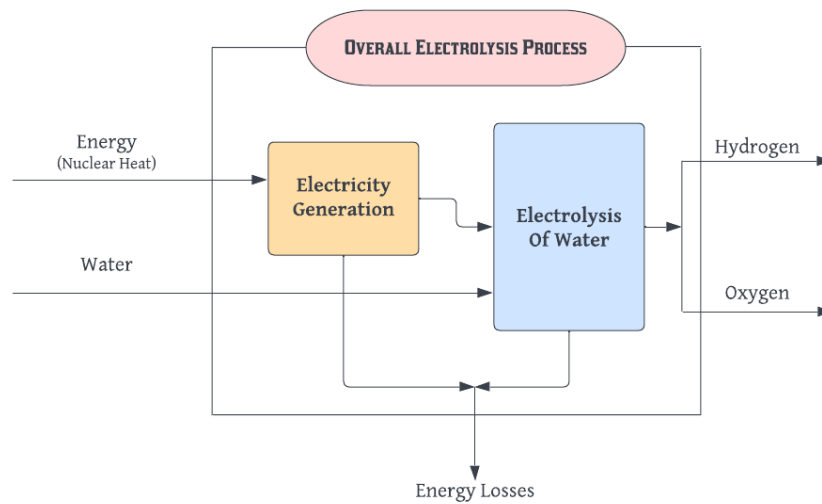 OVERALL ELECTROLYSIS PROCESS
Energy
(Nuclear Heat)
Electricity
Generation
Electrolysis
Of Water
Hydrogen
Water
Oxygen
Energy Losses